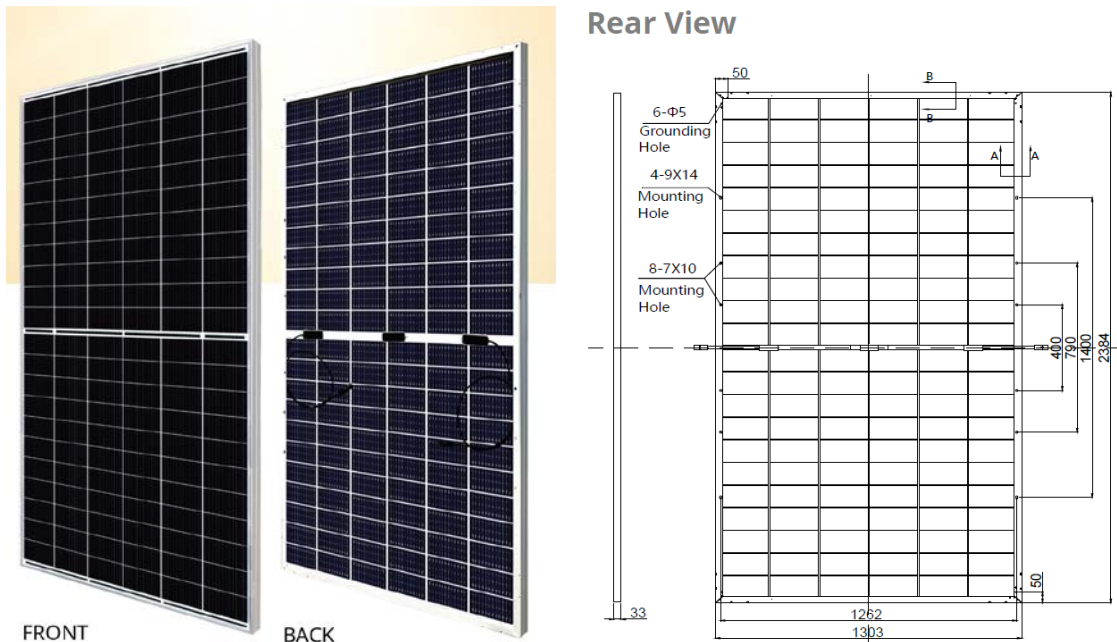 Rear View
50
B
B
6-Φ5
Grounding
Hole
A
A
4-9X14
Mounting
Hole
8-7X10
Mounting
Hole
400
790
1400
2384
50
33
1262
1303
FRONT
BACK